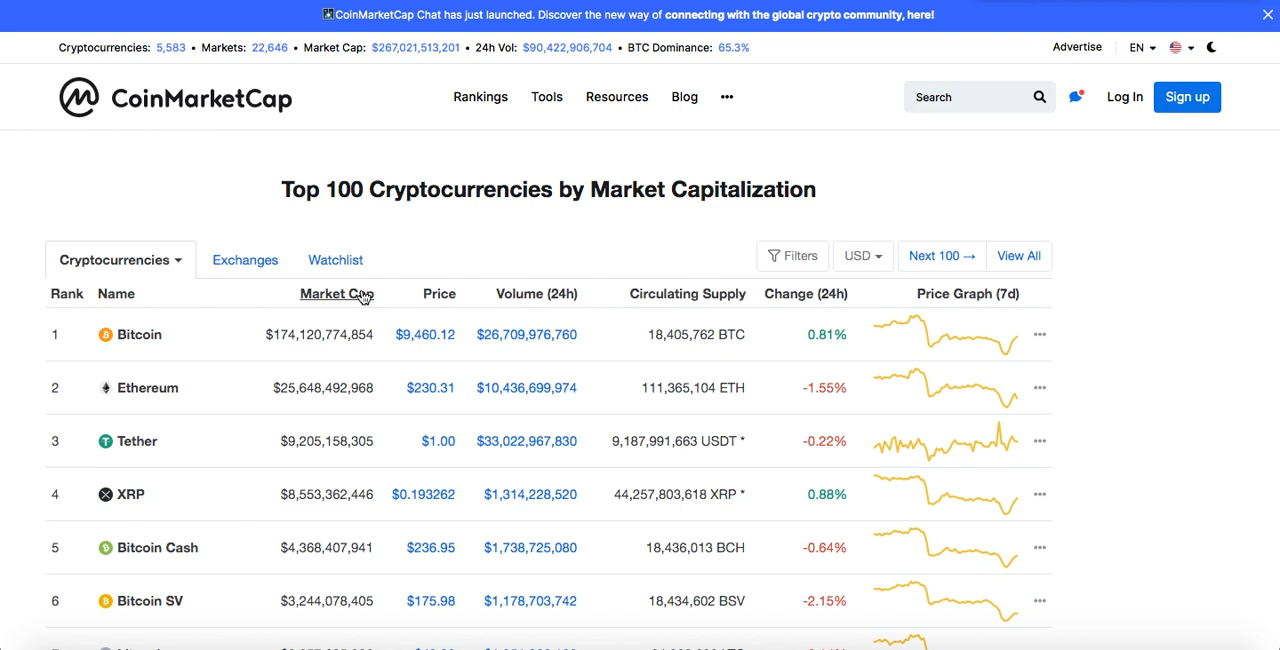 CoinMarketCap Chat has just launched. Discover the new way of connecting with the global crypto community, here!
Cryptocurrencies: 5,583 • Markets: 22,646 • Market Cap: $267,021,513,201 • 24h Vol: $90,422,906,704 • BTC Dominance: 65.3%
Advertise EN
CoinMarketCap
Rankings Tools Resources Blog ••• Search Log In Sign up
Top 100 Cryptocurrencies by Market Capitalization
Cryptocurrencies Exchanges Watchlist Filters USD Next 100 → View All
Rank Name Market Cap Price Volume (24h) Circulating Supply Change (24h) Price Graph (7d)
1 Bitcoin $174,120,774,854 $9,460.12 $26,709,976,760 18,405,762 BTC 0.81%
2 Ethereum $25,648,492,968 $230.31 $10,436,699,974 111,365,104 ETH -1.55%
3 Tether $9,205,158,305 $1.00 $33,022,967,830 9,187,991,663 USDT * -0.22%
4 XRP $8,553,362,446 $0.193262 $1,314,228,520 44,257,803,618 XRP * 0.88%
5 Bitcoin Cash $4,368,407,941 $236.95 $1,738,725,080 18,436,013 BCH -0.64%
6 Bitcoin SV $3,244,078,405 $175.98 $1,178,703,742 18,434,602 BSV -2.15%